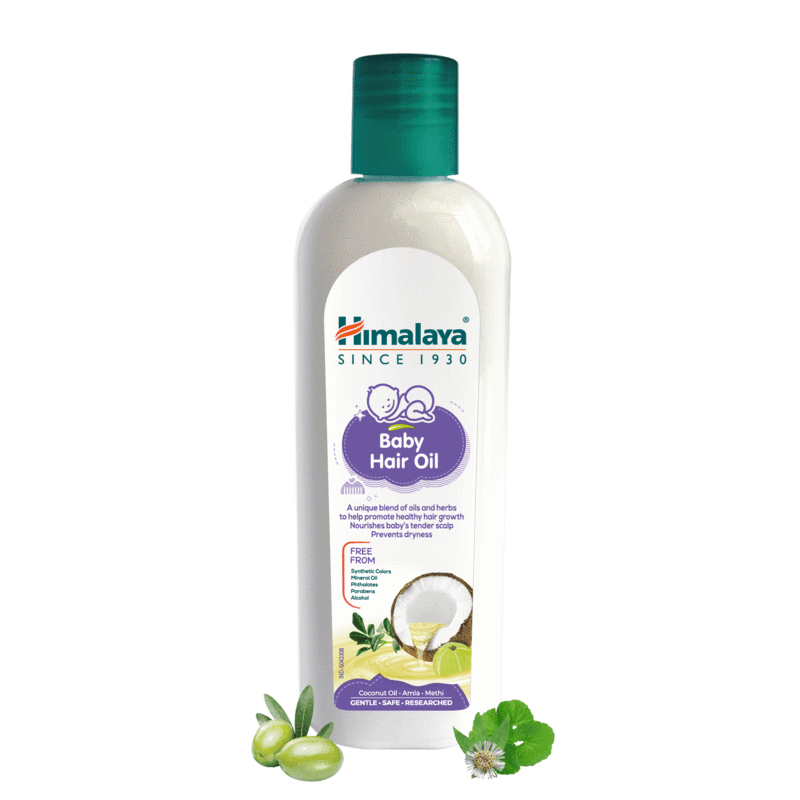 Himalaya®
SINCE 1930
Baby
Hair Oil
A unique blend of oils and herbs
to help promote healthy hair growth
Nourishes baby's tender scalp
Prevents dryness
FREE
FROM
Synthetic Colors
Mineral Oil
Phthalates
Parabens
Alcohol
Coconut Oil • Amla • Methi
GENTLE • SAFE • RESEARCHED